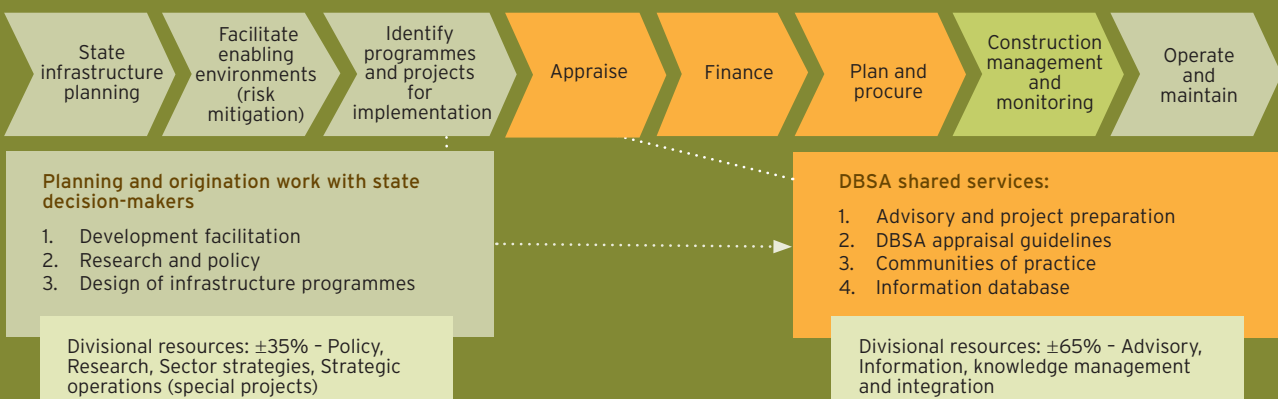 State
infrastructure
planning
Facilitate
enabling
environments
(risk
mitigation)
Identify
programmes
and projects
for
implementation
Appraise
Finance
Plan and
procure
Construction
management
and
monitoring
Operate
and
maintain
Planning and origination work with state
decision-makers
1. Development facilitation
2. Research and policy
3. Design of infrastructure programmes
Divisional resources: ±35% – Policy,
Research, Sector strategies, Strategic
operations (special projects)
DBSA shared services:
1. Advisory and project preparation
2. DBSA appraisal guidelines
3. Communities of practice
4. Information database
Divisional resources: ±65% – Advisory,
Information, knowledge management
and integration